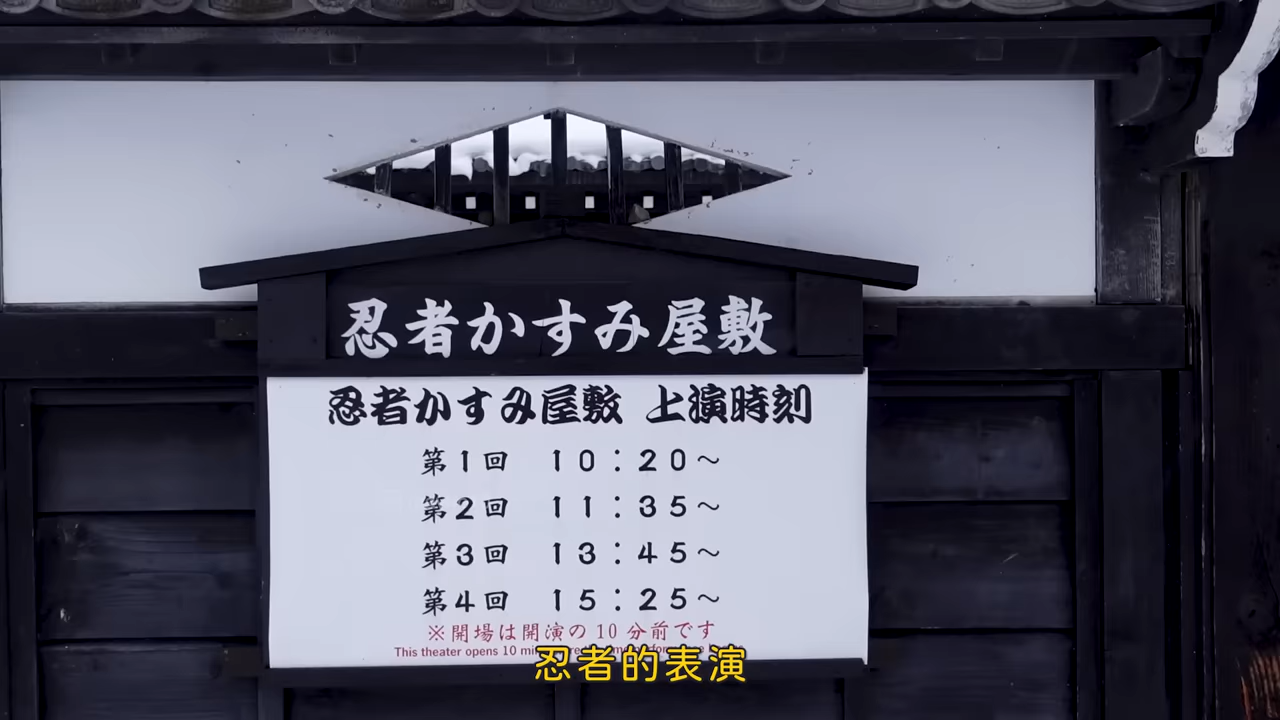 忍者かすみ屋敷
忍者かすみ屋敷 上演時刻
第1回 10:20～
第2回 11:35～
第3回 13:45～
第4回 15:25～
※開場は開演の10分前です
This theater opens 10
忍者的表演